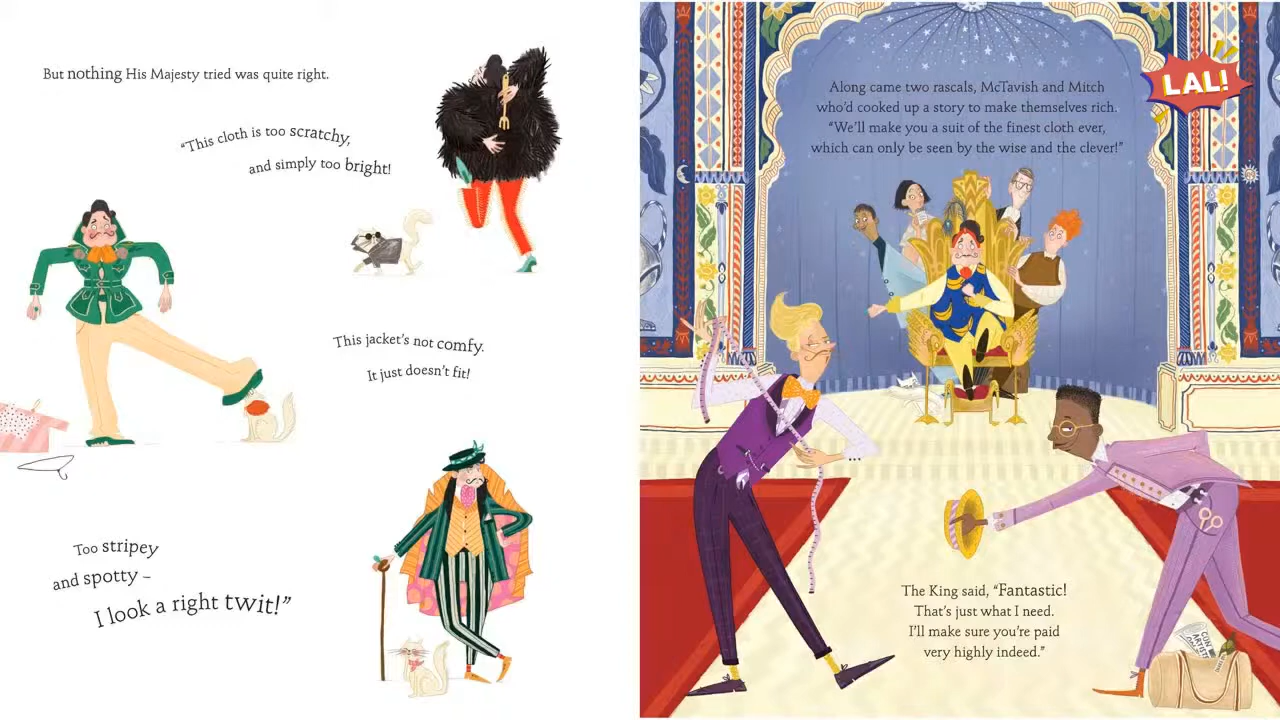 But nothing His Majesty tried was quite right.
“This cloth is too scratchy,
and simply too bright!
This jacket’s not comfy.
It just doesn’t fit!
Too stripey
and spotty –
I look a right twit!”
LAL!
Along came two rascals, McTavish and Mitch
who’d cooked up a story to make themselves rich.
“We’ll make you a suit of the finest cloth ever,
which can only be seen by the wise and the clever!”
The King said, “Fantastic!
That’s just what I need.
I’ll make sure you’re paid
very highly indeed.”
CON
ARTISTS